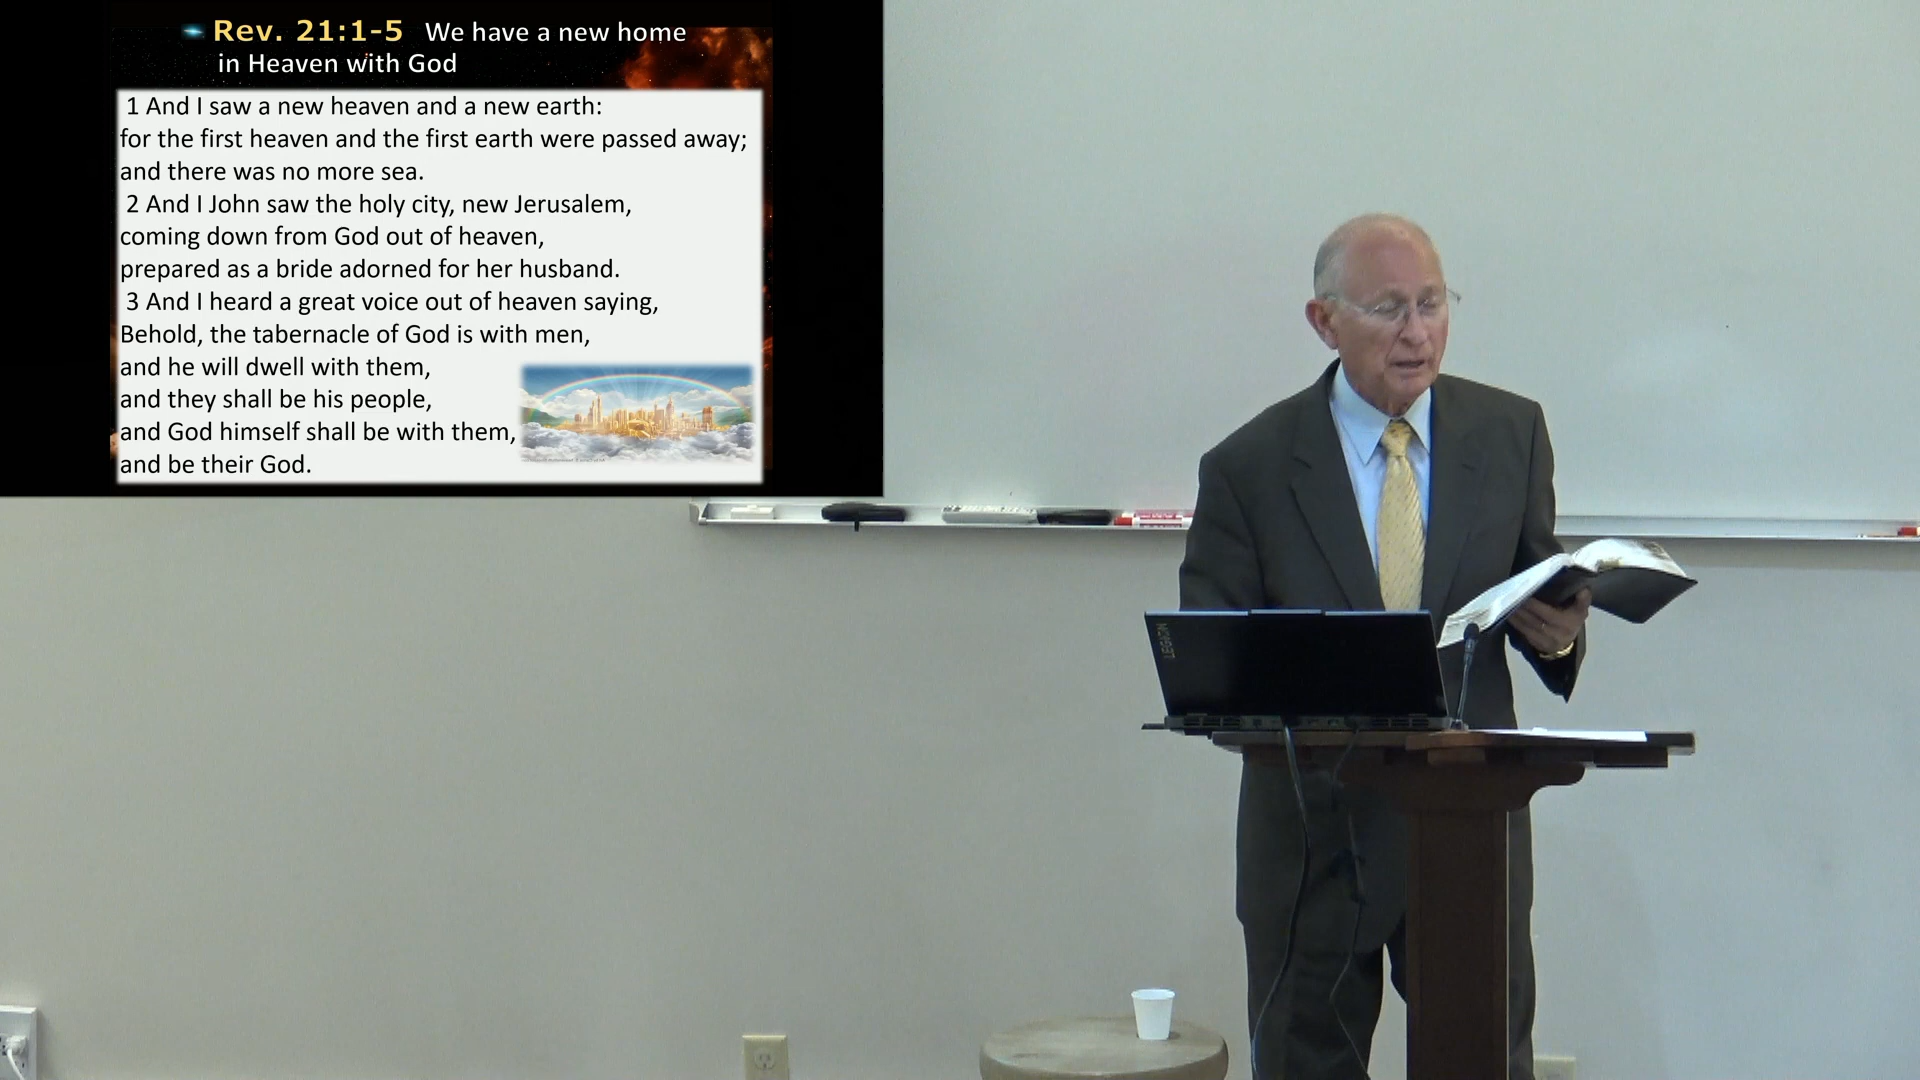 Rev. 21:1-5 We have a new home
in Heaven with God
1 And I saw a new heaven and a new earth:
for the first heaven and the first earth were passed away;
and there was no more sea.
2 And I John saw the holy city, new Jerusalem,
coming down from God out of heaven,
prepared as a bride adorned for her husband.
3 And I heard a great voice out of heaven saying,
Behold, the tabernacle of God is with men,
and he will dwell with them,
and they shall be his people,
and God himself shall be with them,
and be their God.
LEGION